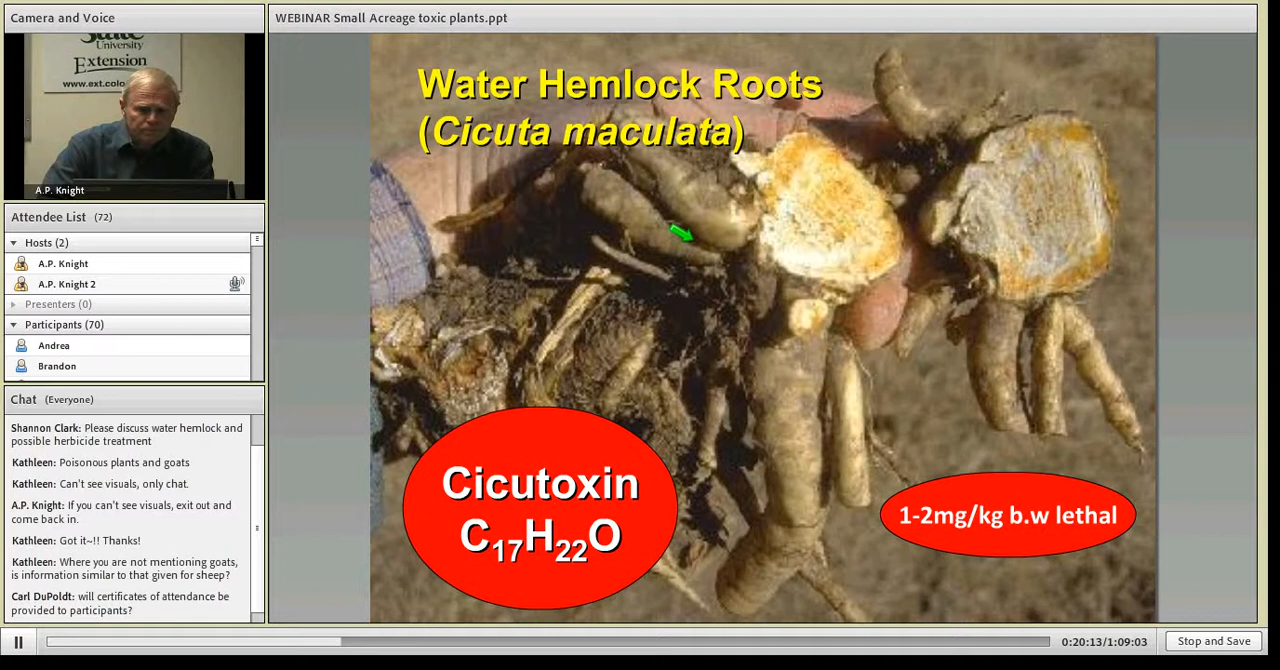 Camera and Voice
State
University
Extension
www.ext.colo
A.P. Knight
Attendee List (72)
Hosts (2)
A.P. Knight
A.P. Knight 2
Presenters (0)
Participants (70)
Andrea
Brandon
Chat (Everyone)
Shannon Clark: Please discuss water hemlock and
possible herbicide treatment
Kathleen: Poisonous plants and goats
Kathleen: Can't see visuals, only chat.
A.P. Knight: If you can't see visuals, exit out and
come back in.
Kathleen: Got it~!! Thanks!
Kathleen: Where you are not mentioning goats,
is information similar to that given for sheep?
Carl DuPoldt: will certificates of attendance be
provided to participants?
WEBINAR Small Acreage toxic plants.ppt
Water Hemlock Roots
(Cicuta maculata)
Cicutoxin
C₁₇H₂₂O
1-2mg/kg b.w lethal
0:20:13/1:09:03
Stop and Save